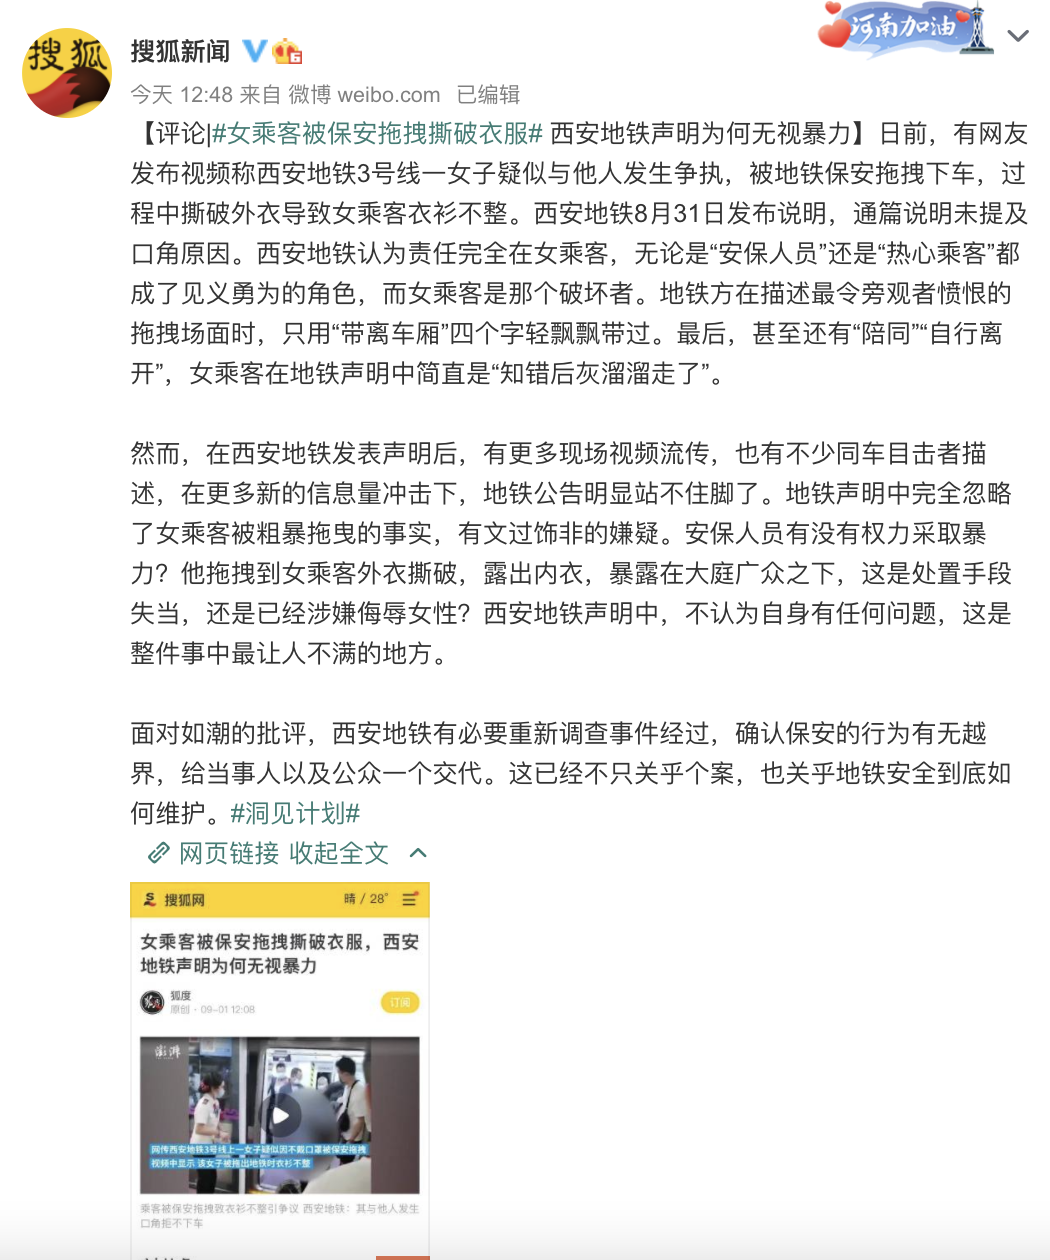 搜狐
河南加油
搜狐新闻
今天 12:48 来自 微博 weibo.com 已编辑
【评论|#女乘客被保安拖拽撕破衣服# 西安地铁声明为何无视暴力】日前，有网友
发布视频称西安地铁3号线一女子疑似与他人发生争执，被地铁保安拖拽下车，过
程中撕破外衣导致女乘客衣衫不整。西安地铁8月31日发布说明，通篇说明未提及
口角原因。西安地铁认为责任完全在女乘客，无论是“安保人员”还是“热心乘客”都
成了见义勇为的角色，而女乘客是那个破坏者。地铁方在描述最令旁观者愤恨的
拖拽场面时，只用“带离车厢”四个字轻飘飘带过。最后，甚至还有“陪同”“自行离
开”，女乘客在地铁声明中简直是“知错后灰溜溜走了”。
然而，在西安地铁发表声明后，有更多现场视频流传，也有不少同车目击者描
述，在更多新的信息量冲击下，地铁公告明显站不住脚了。地铁声明中完全忽略
了女乘客被粗暴拖曳的事实，有文过饰非的嫌疑。安保人员有没有权力采取暴
力？他拖拽到女乘客外衣撕破，露出内衣，暴露在大庭广众之下，这是处置手段
失当，还是已经涉嫌侮辱女性？西安地铁声明中，不认为自身有任何问题，这是
整件事中最让人不满的地方。
面对如潮的批评，西安地铁有必要重新调查事件经过，确认保安的行为有无越
界，给当事人以及公众一个交代。这已经不只关乎个案，也关乎地铁安全到底如
何维护。#洞见计划#
网页链接 收起全文
搜狐网 晴 / 28°
女乘客被保安拖拽撕破衣服，西安
地铁声明为何无视暴力
狐度
原创 · 09-01 12:08
订阅
澎湃
网传西安地铁3号线上一女子疑似因不戴口罩被保安拖拽
视频中显示 该女子被拖出地铁时衣衫不整
乘客被保安拖拽致衣衫不整引争议 西安地铁：其与他人发生
口角拒不下车